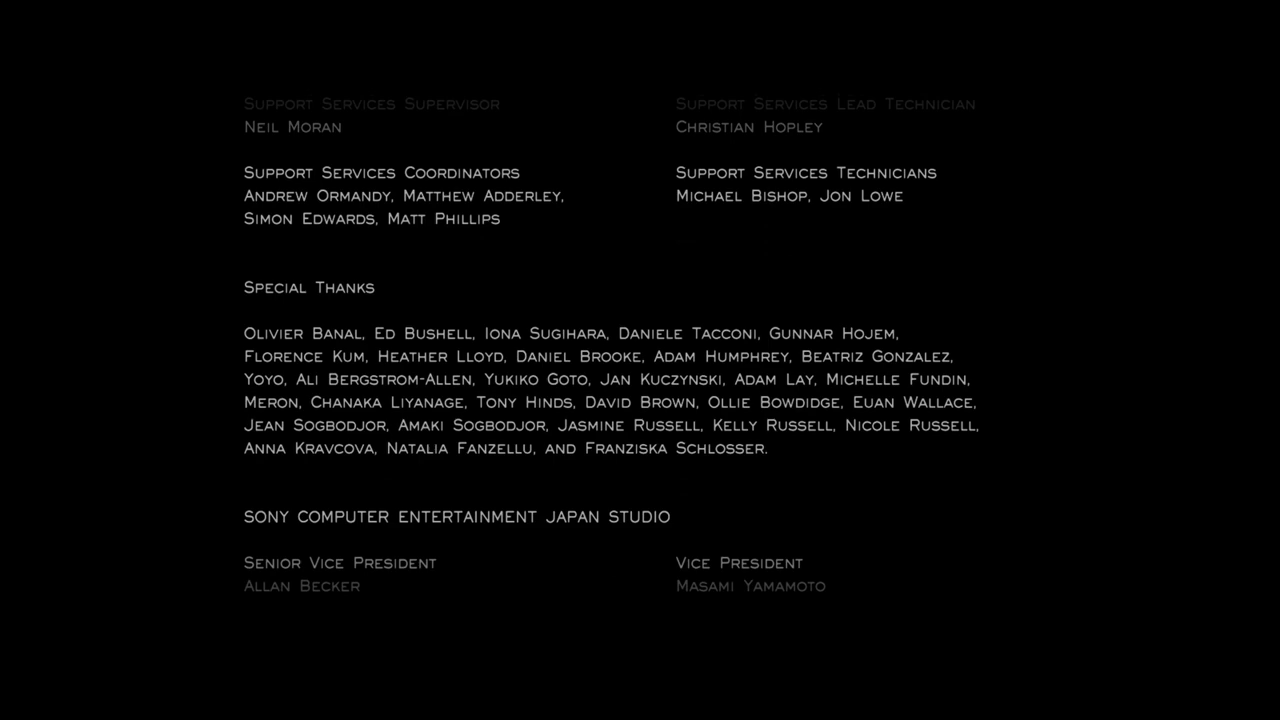 Support Services Supervisor
Neil Moran
Support Services Lead Technician
Christian Hopley
Support Services Coordinators
Andrew Ormandy, Matthew Adderley,
Simon Edwards, Matt Phillips
Support Services Technicians
Michael Bishop, Jon Lowe
Special Thanks
Olivier Banal, Ed Bushell, Iona Sugihara, Daniele Tacconi, Gunnar Hojem,
Florence Kum, Heather Lloyd, Daniel Brooke, Adam Humphrey, Beatriz Gonzalez,
Yoyo, Ali Bergstrom-Allen, Yukiko Goto, Jan Kuczynski, Adam Lay, Michelle Fundin,
Meron, Chanaka Liyanage, Tony Hinds, David Brown, Ollie Bowdidge, Euan Wallace,
Jean Sogbodjor, Amaki Sogbodjor, Jasmine Russell, Kelly Russell, Nicole Russell,
Anna Kravcova, Natalia Fanzellu, and Franziska Schlosser.
SONY COMPUTER ENTERTAINMENT JAPAN STUDIO
Senior Vice President
Allan Becker
Vice President
Masami Yamamoto